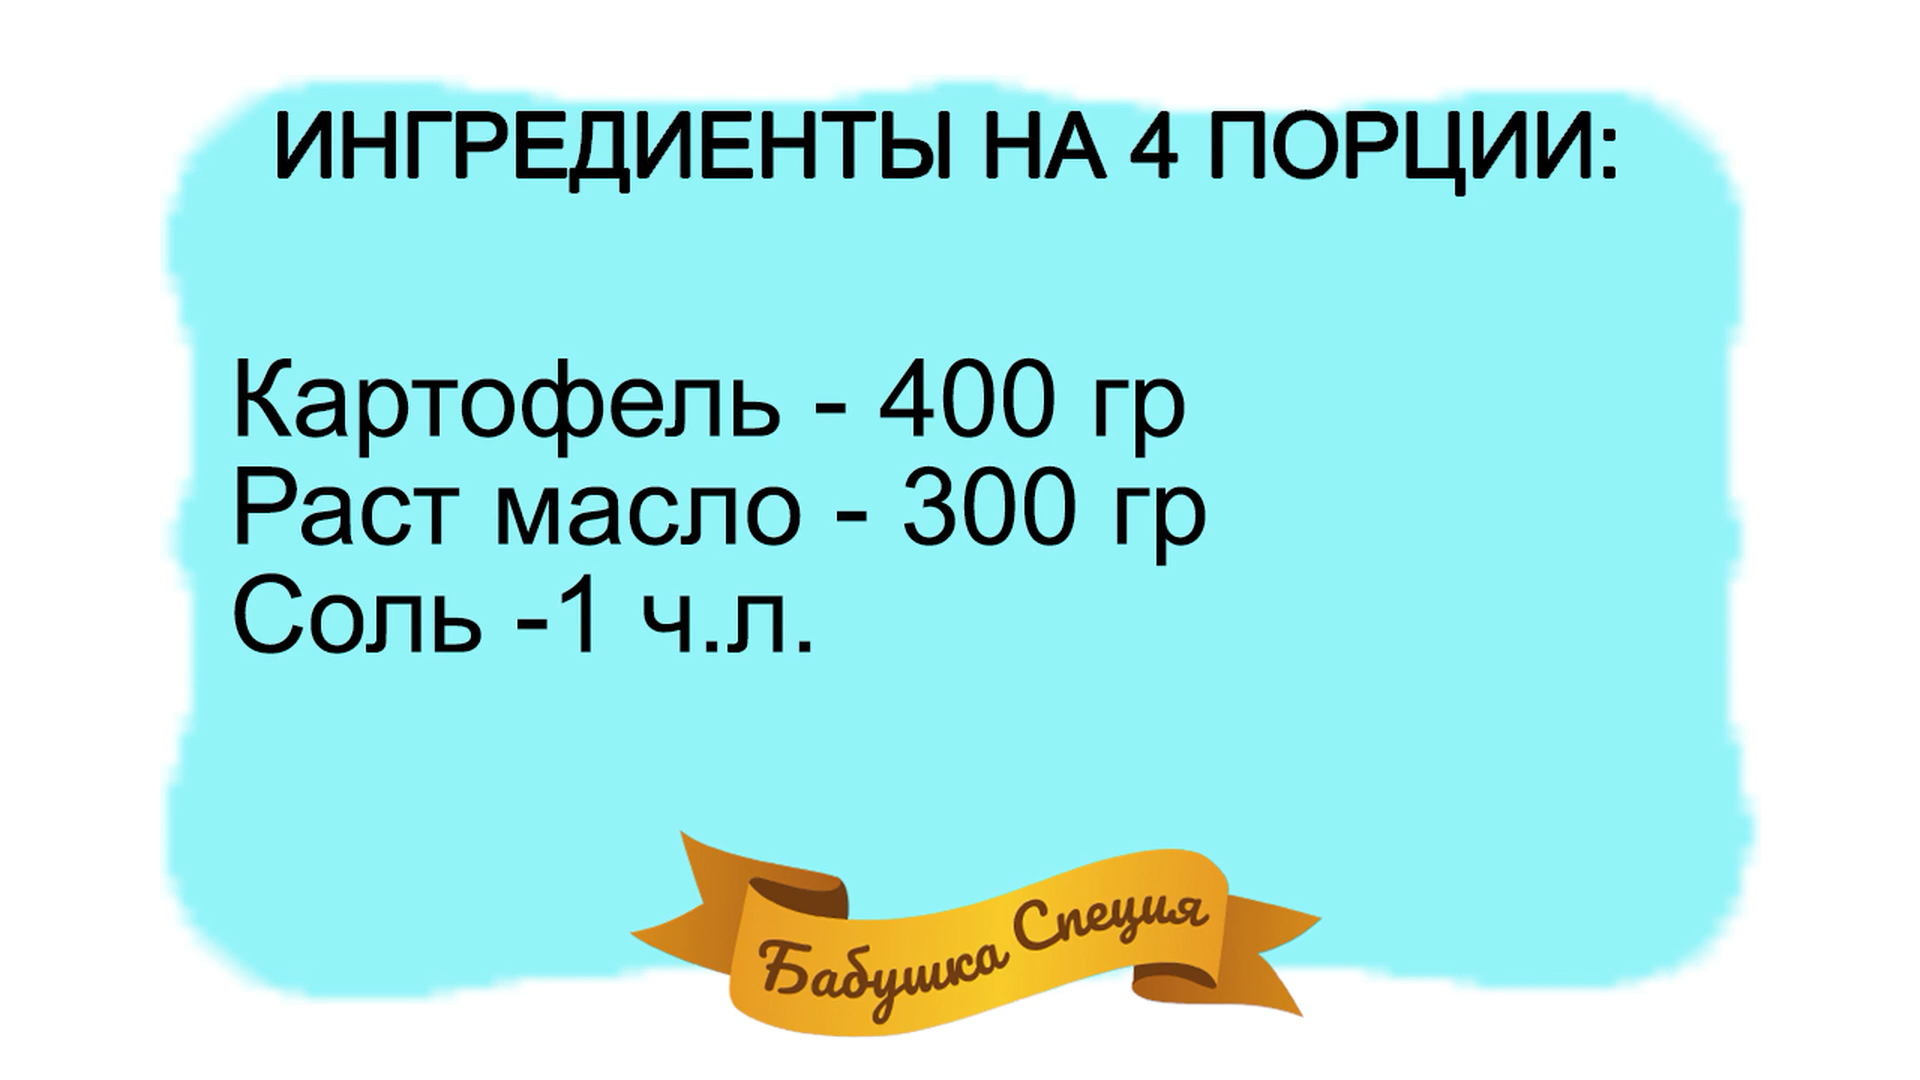 ИНГРЕДИЕНТЫ НА 4 ПОРЦИИ:
Картофель - 400 гр
Раст масло - 300 гр
Соль -1 ч.л.
Бабушка Специя